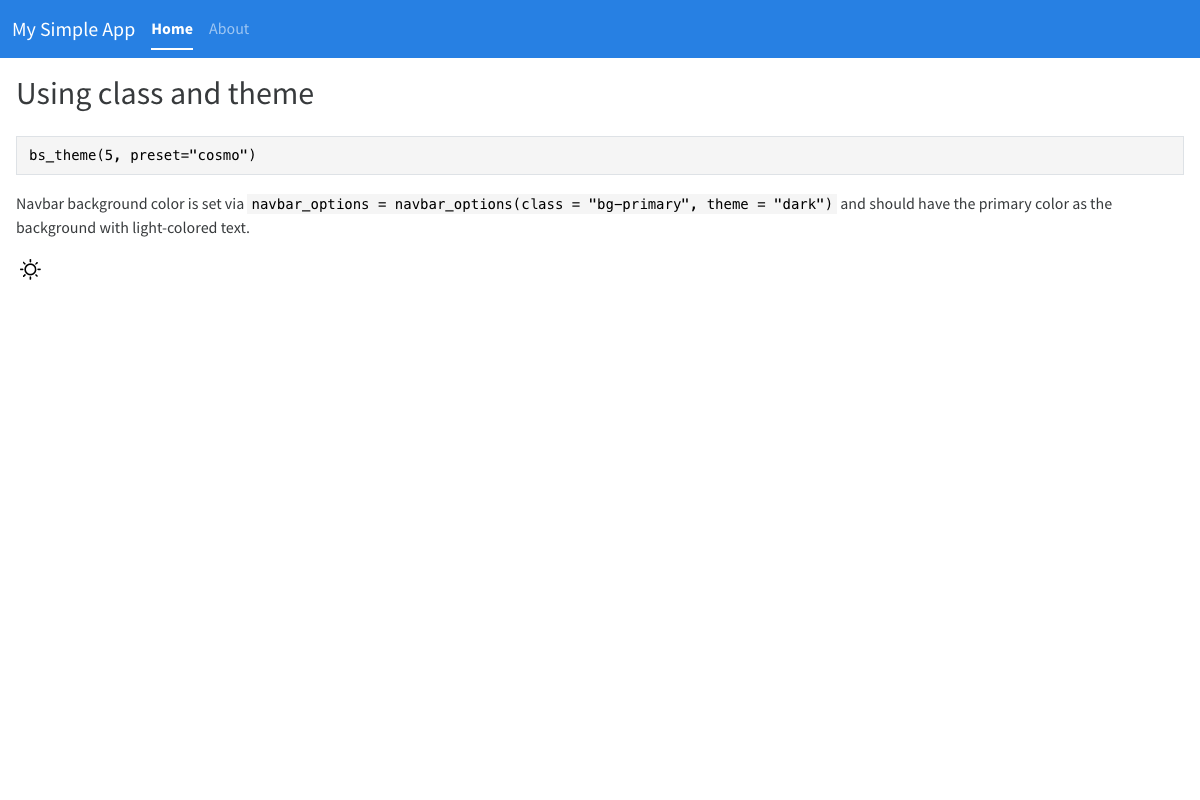 My Simple App Home About
Using class and theme
bs_theme(5, preset="cosmo")
Navbar background color is set via navbar_options = navbar_options(class = "bg-primary", theme = "dark") and should have the primary color as the
background with light-colored text.